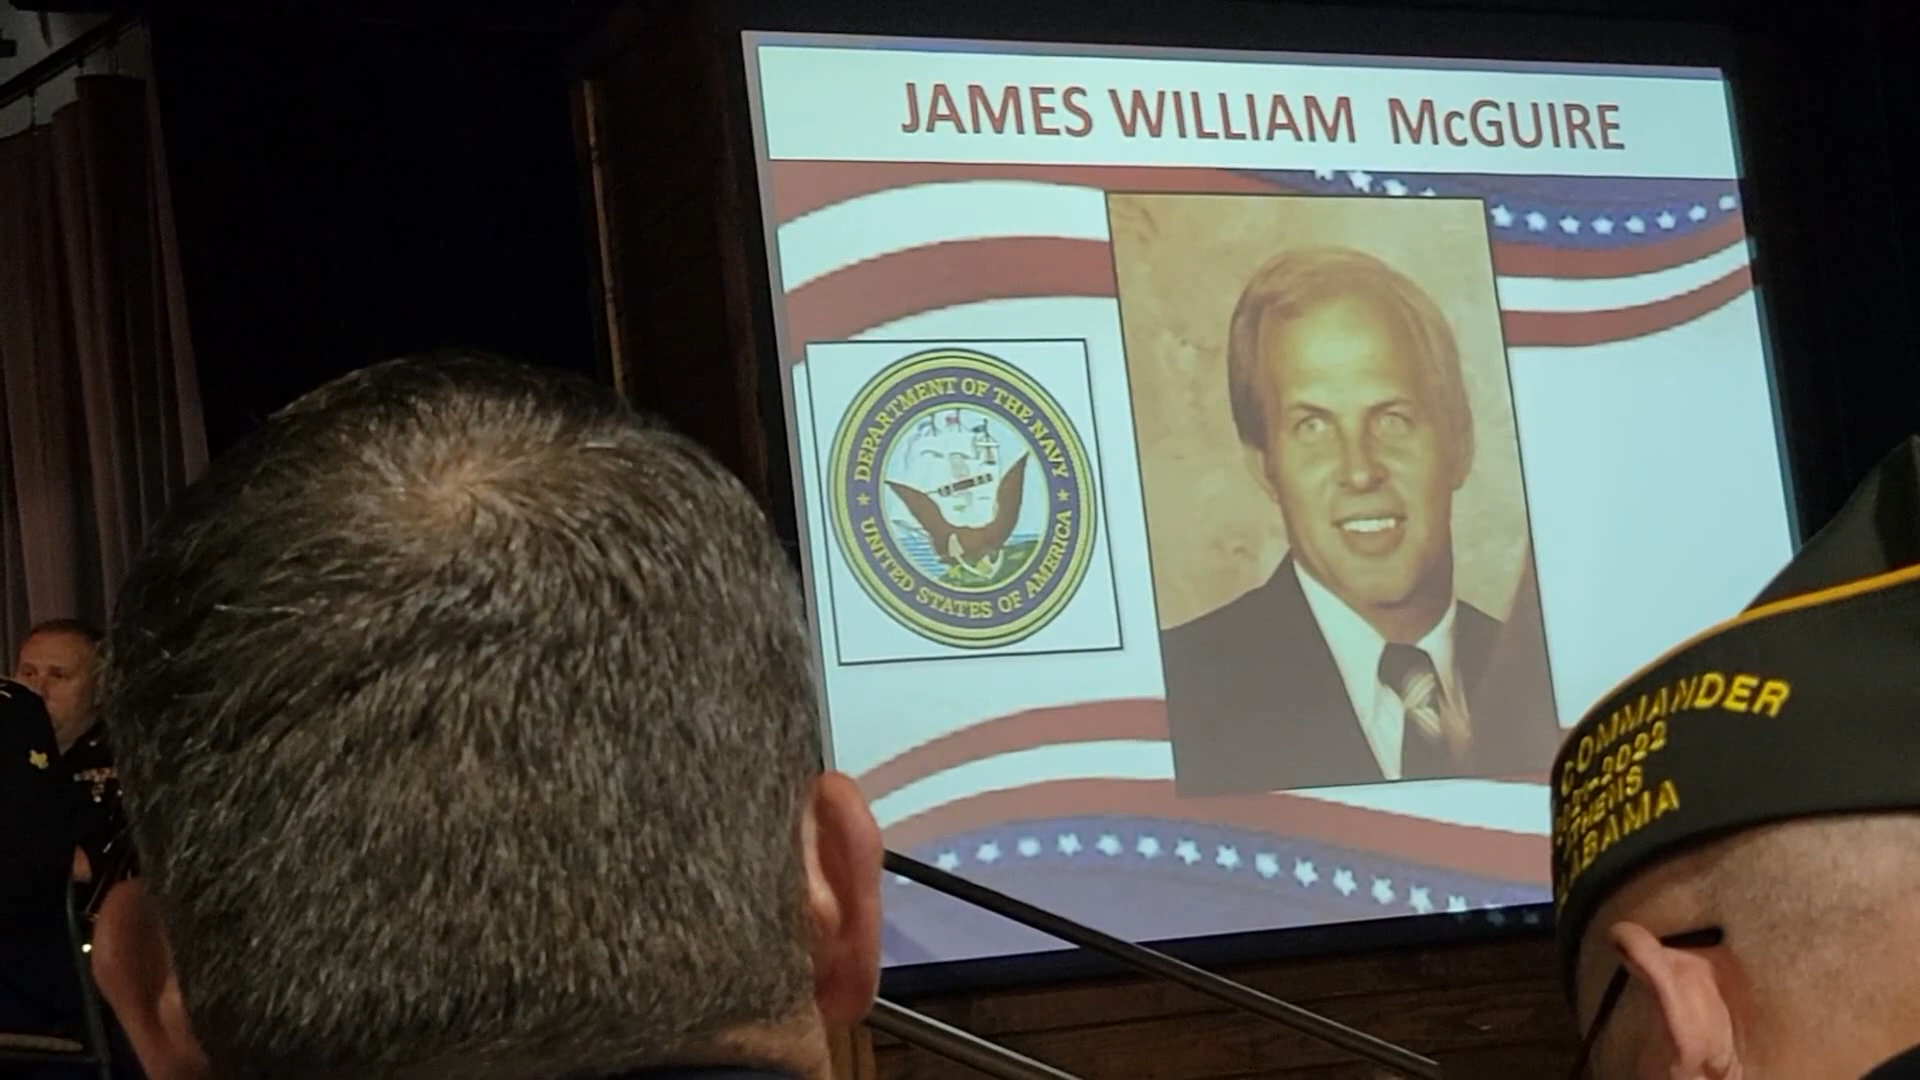 JAMES WILLIAM McGUIRE
DEPARTMENT OF THE NAVY
UNITED STATES OF AMERICA
COMMANDER
2022
ATHENS
ALABAMA